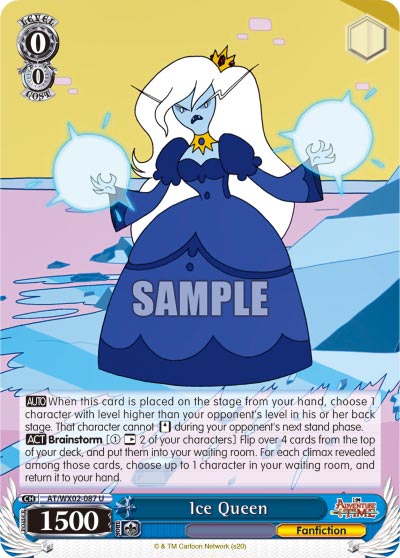 LEVEL
0
0
COST
SAMPLE
AUTO When this card is placed on the stage from your hand, choose 1
character with level higher than your opponent's level in his or her back
stage. That character cannot during your opponent's next stand phase.
ACT Brainstorm [① 2 of your characters] Flip over 4 cards from the top
of your deck, and put them into your waiting room. For each climax revealed
among those cards, choose up to 1 character in your waiting room, and
return it to your hand.
CH AT/WX02-087 U
POWER 1500
SOUL
Ice Queen
ADVENTURE TIME
Fanfiction
© & TM Cartoon Network (s20)